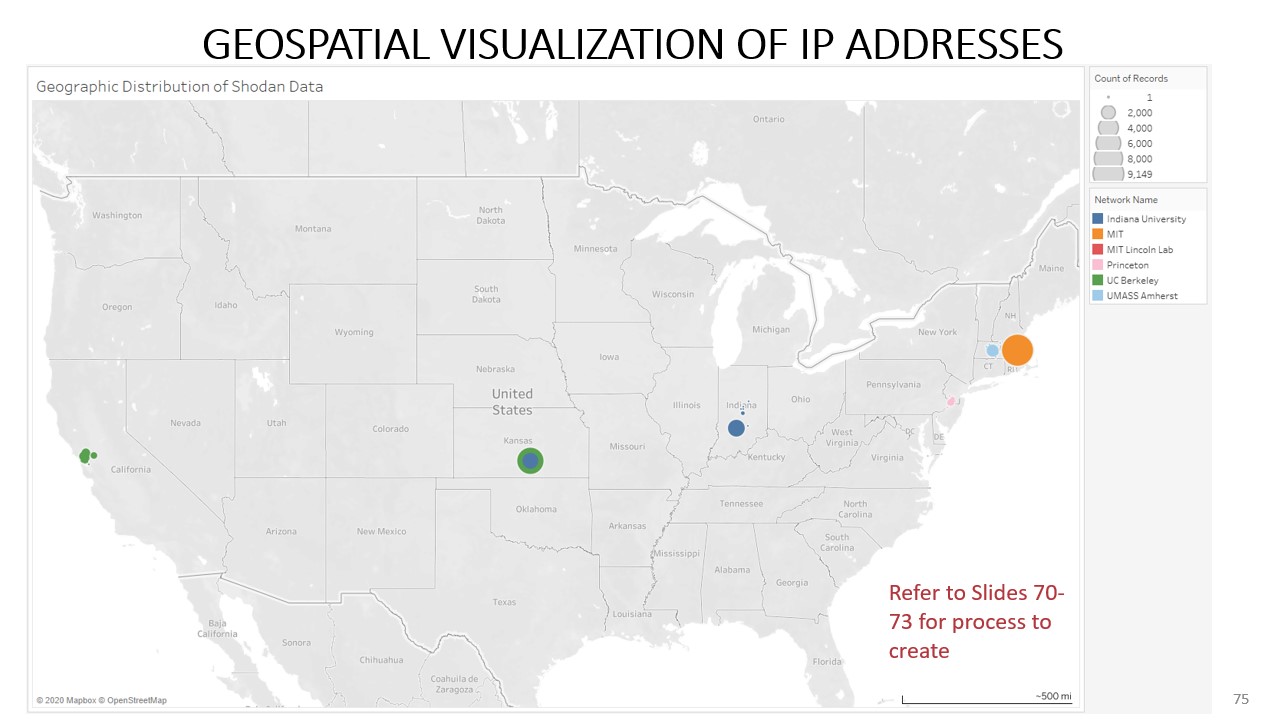 GEOSPATIAL VISUALIZATION OF IP ADDRESSES
Geographic Distribution of Shodan Data
Count of Records
1
2,000
4,000
6,000
8,000
9,149
Network Name
Indiana University
MIT
MIT Lincoln Lab
Princeton
UC Berkeley
UMASS Amherst
Ontario
Washington
Montana
North
Dakota
Minnesota
Maine
Oregon
Idaho
South
Dakota
Wisconsin
Michigan
NH
New York
Wyoming
Iowa
CT
RI
Nebraska
Pennsylvania
United
States
Illinois
Indiana
Ohio
NJ
Nevada
Utah
Colorado
Kansas
Missouri
West
Virginia
DC
DE
California
Kentucky
Virginia
Arizona
New Mexico
Oklahoma
Arkansas
Tennessee
North
Carolina
South
Carolina
Mississippi
Alabama
Georgia
Texas
Louisiana
Florida
Baja
California
Sonora
Chihuahua
Coahuila de
Zaragoza
Refer to Slides 70-
73 for process to
create
© 2020 Mapbox © OpenStreetMap
~500 mi
75